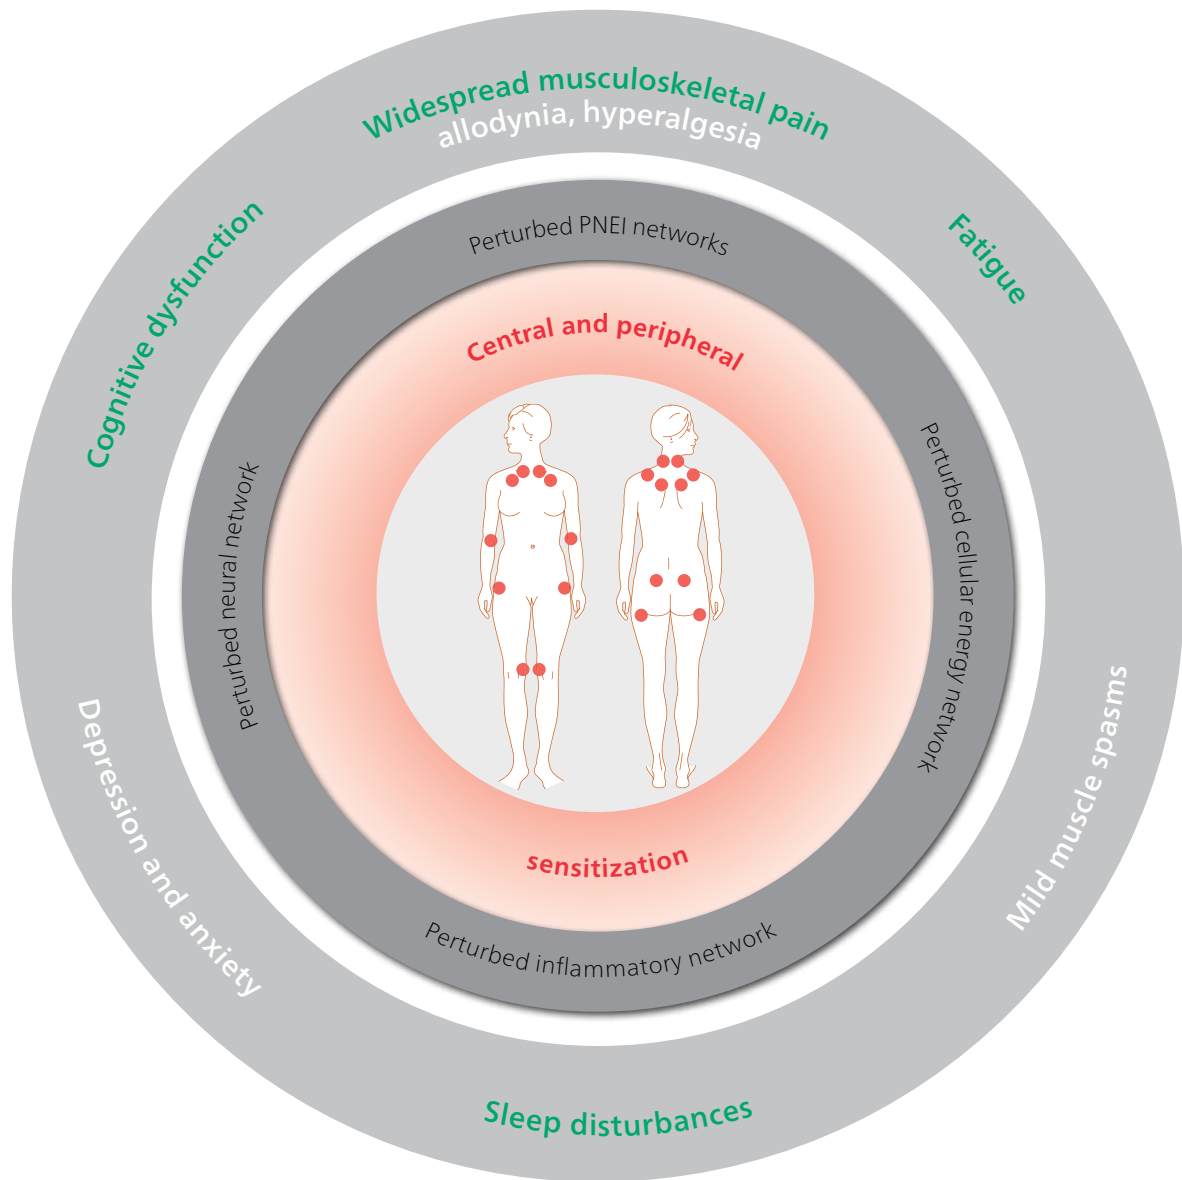 Widespread musculoskeletal pain
allodynia, hyperalgesia
Cognitive dysfunction
Fatigue
Perturbed PNEI networks
Central and peripheral
Perturbed neural network
Perturbed cellular energy network
Depression and anxiety
Mild muscle spasms
sensitization
Perturbed inflammatory network
Sleep disturbances